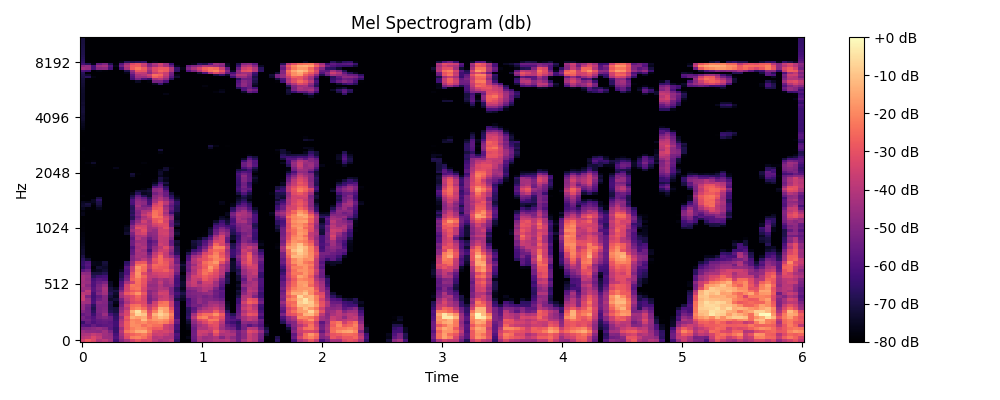 Mel Spectrogram (db)
8192
4096
2048
1024
512
0
Hz
0 1 2 3 4 5 6
Time
+0 dB
-10 dB
-20 dB
-30 dB
-40 dB
-50 dB
-60 dB
-70 dB
-80 dB